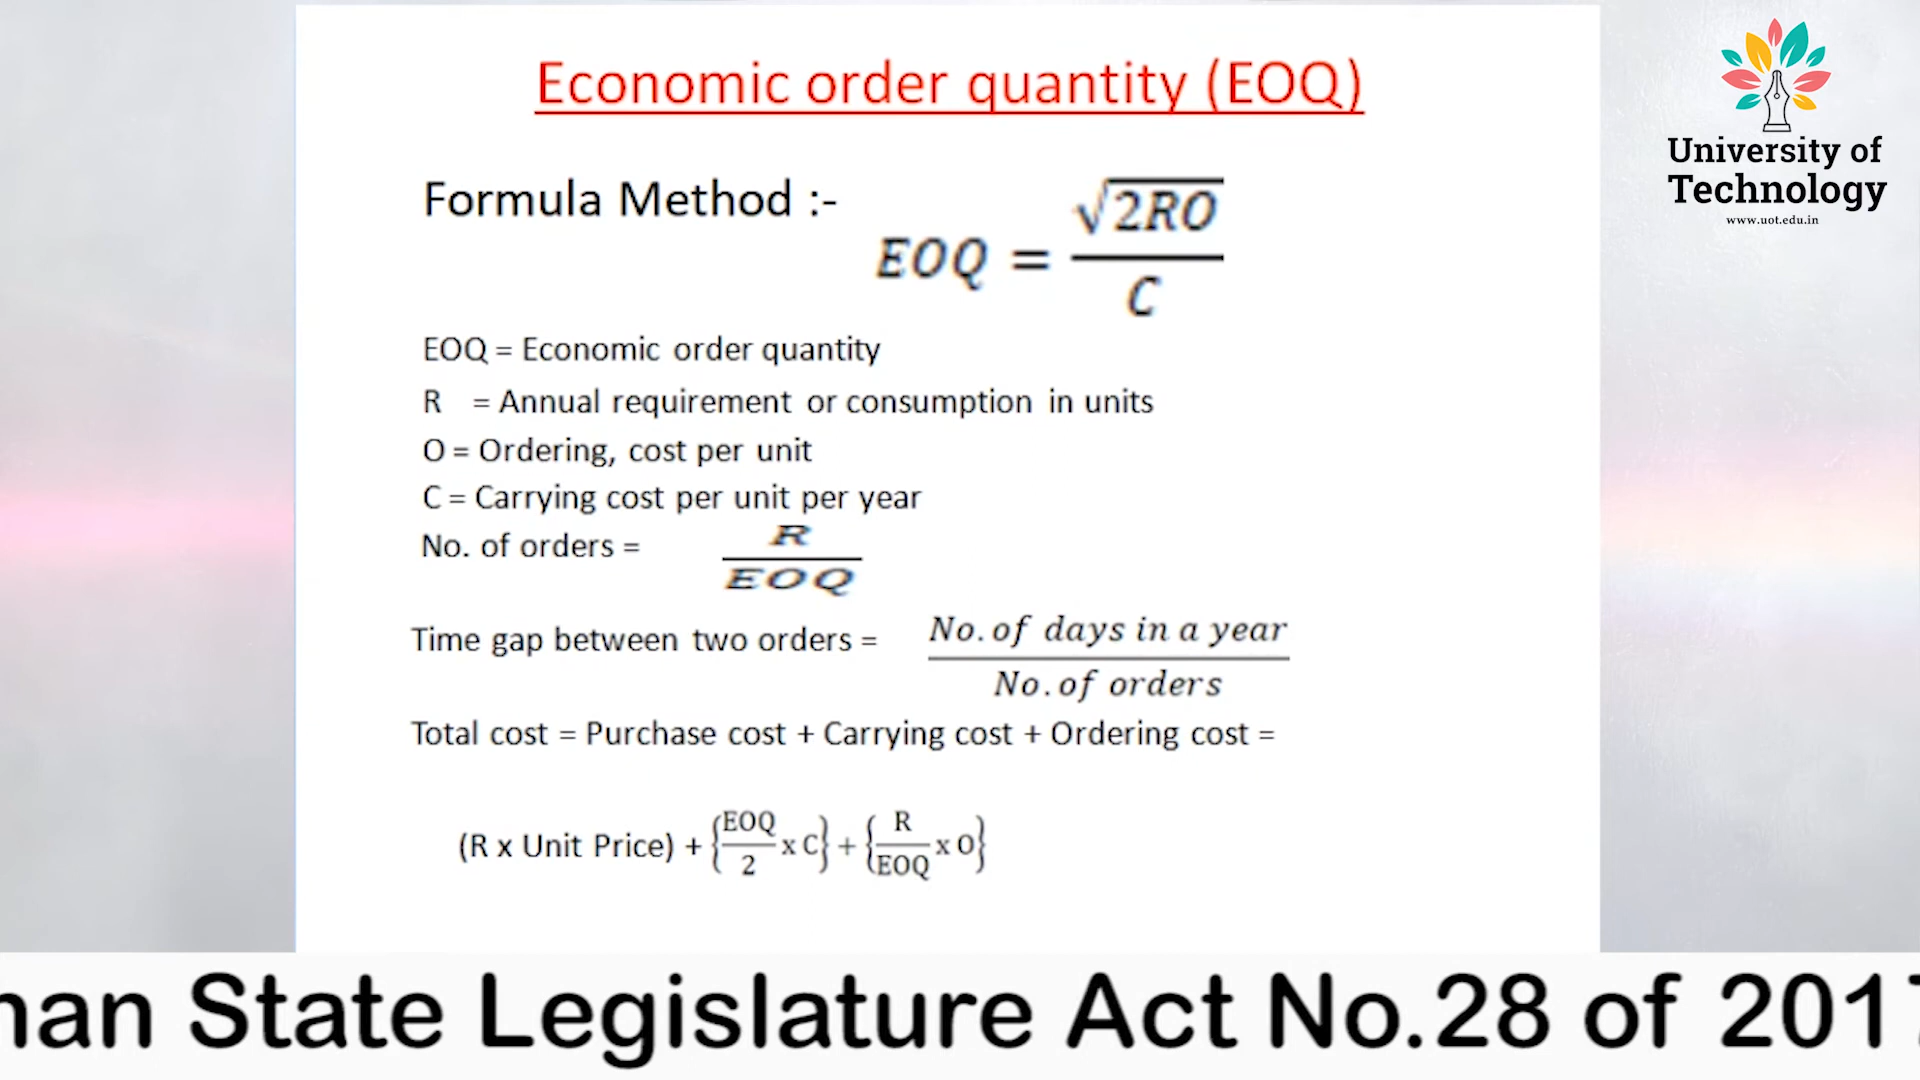 Economic order quantity (EOQ)
University of
Technology
www.uot.edu.in
Formula Method :-
EOQ = √2RO / C
EOQ = Economic order quantity
R = Annual requirement or consumption in units
O = Ordering, cost per unit
C = Carrying cost per unit per year
No. of orders = R / EOQ
Time gap between two orders = No. of days in a year / No. of orders
Total cost = Purchase cost + Carrying cost + Ordering cost =
(R x Unit Price) + {EOQ / 2 x C} + {R / EOQ x O}
State Legislature Act No.28 of 2017